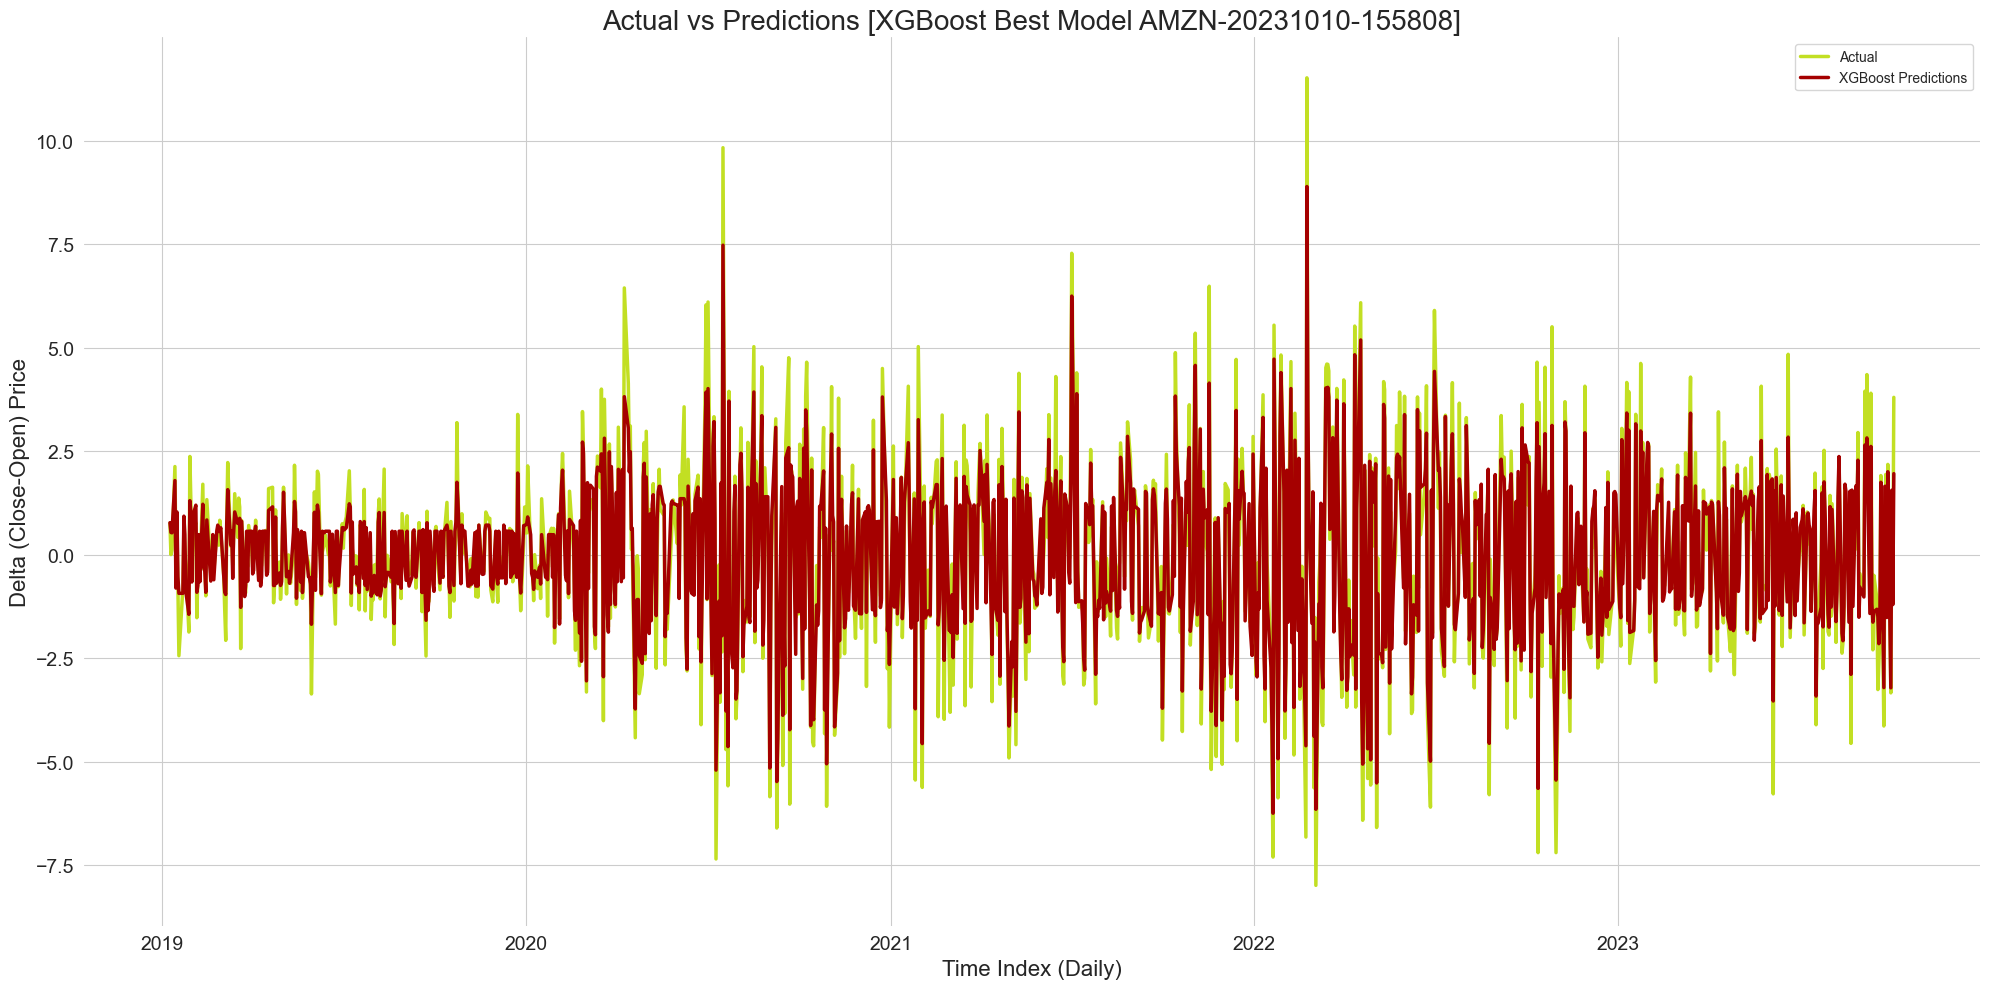 Actual vs Predictions [XGBoost Best Model AMZN-20231010-155808]
Actual
XGBoost Predictions
Delta (Close-Open) Price
10.0
7.5
5.0
2.5
0.0
−2.5
−5.0
−7.5
2019
2020
2021
2022
2023
Time Index (Daily)